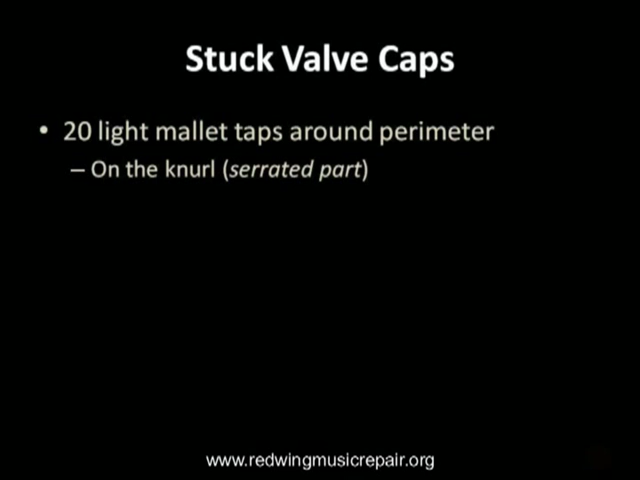 Stuck Valve Caps
• 20 light mallet taps around perimeter
– On the knurl (serrated part)
www.redwingmusicrepair.org